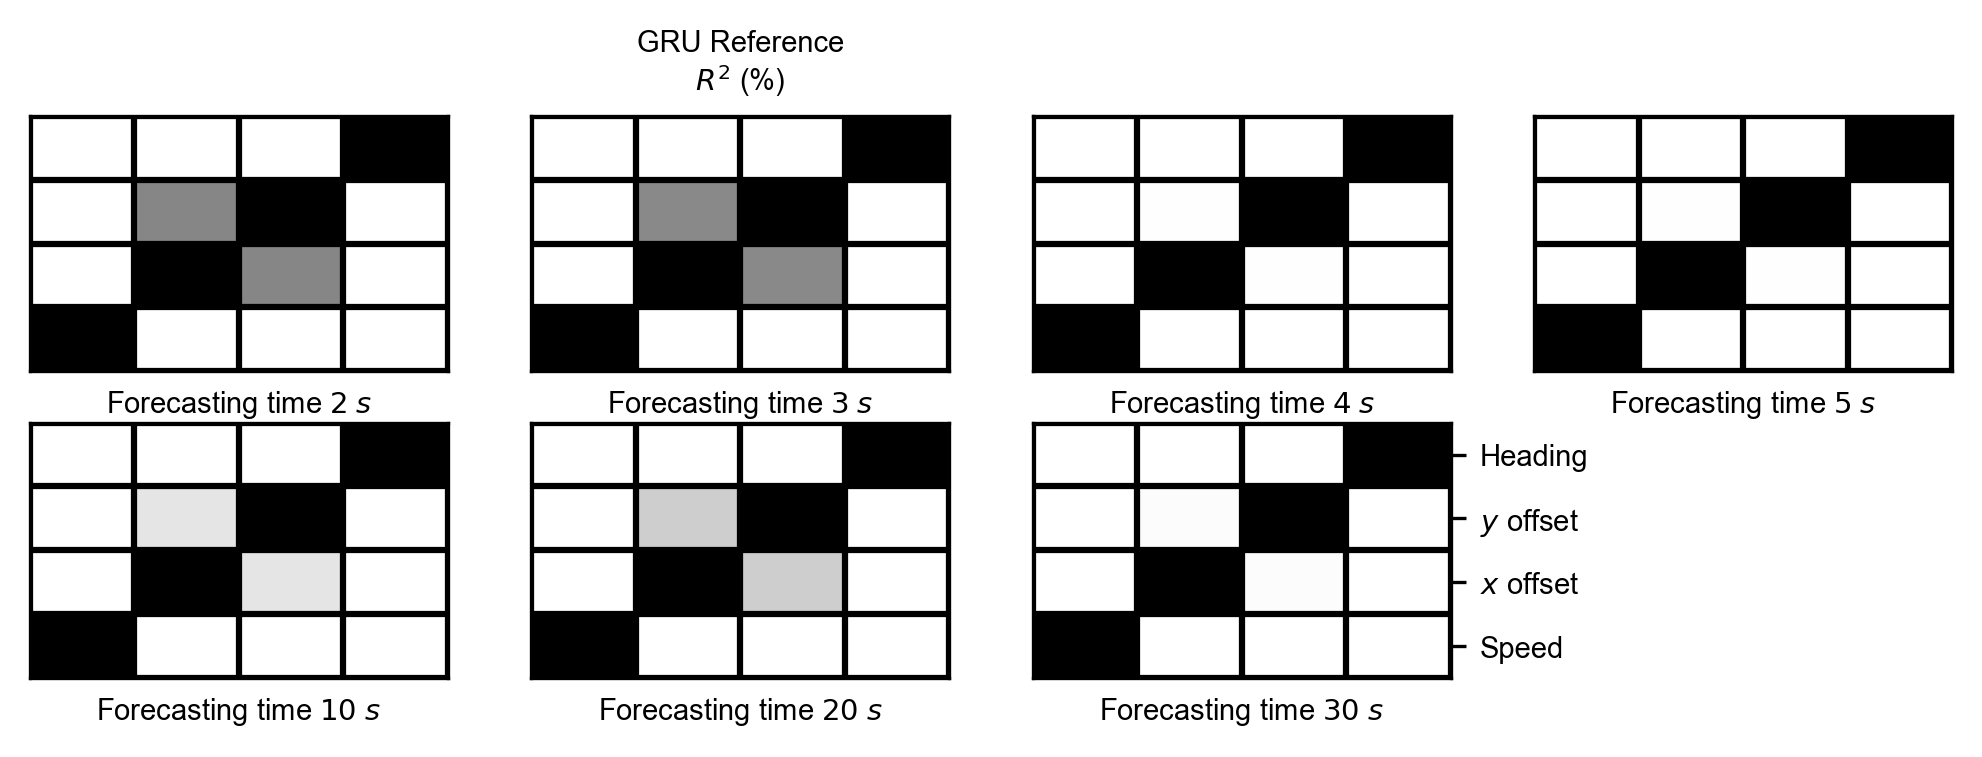 GRU Reference
R² (%)
Forecasting time 2 s
Forecasting time 3 s
Forecasting time 4 s
Forecasting time 5 s
Heading
y offset
x offset
Speed
Forecasting time 10 s
Forecasting time 20 s
Forecasting time 30 s